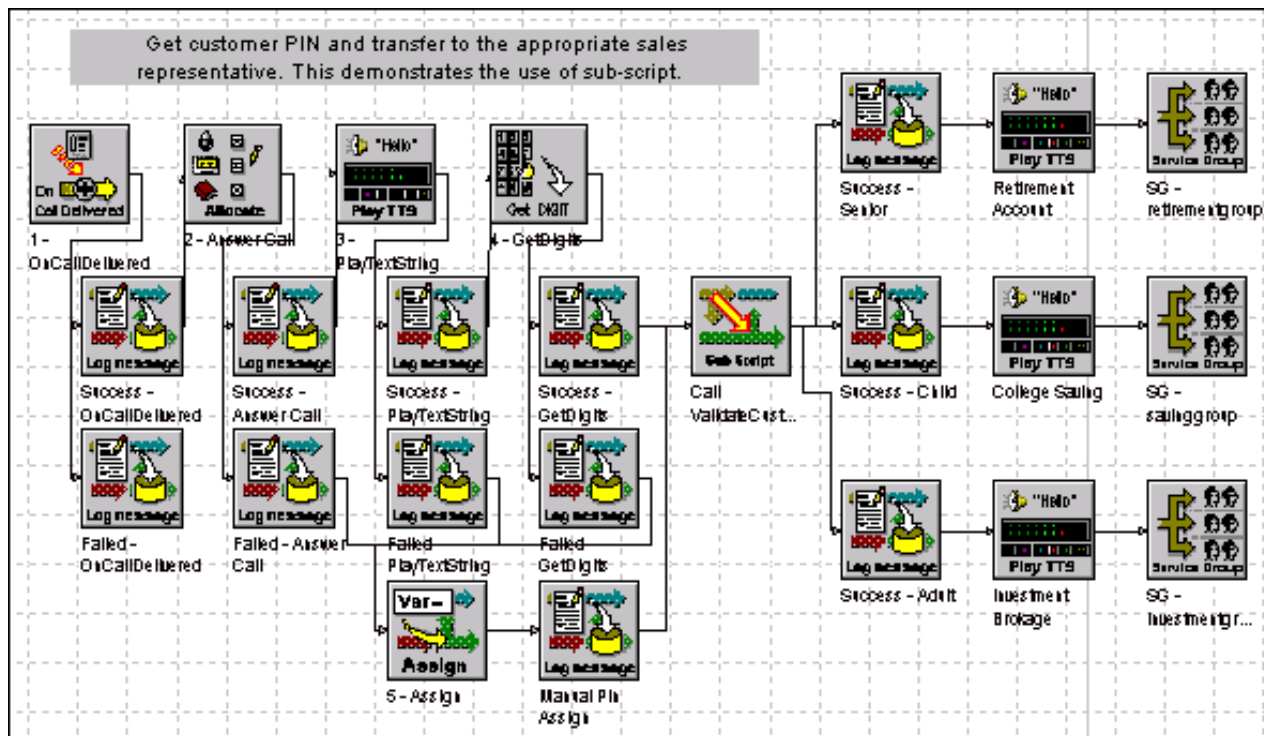 Get customer PIN and transfer to the appropriate sales
representative. This demonstrates the use of sub-script.
"Hello"
"Hello"
Log message
Play TTS
Service Group
Success -
Senior
Retirement
Account
SG -
retirementgroup
On
Call Delivered
Allocate
"Hello"
Play TTS
Get DIGIT
1 -
OnCallDelivered
2 - Answer Call
3 -
PlayTextString
4 - GetDigits
Log message
Log message
Log message
Log message
Sub Script
Log message
Play TTS
Service Group
Success -
OnCallDelivered
Success -
Answer Call
Success -
PlayTextString
Success -
GetDigits
Call
ValidateCust...
Success - Child
College Saving
SG -
savinggroup
Log message
Log message
Log message
Log message
"Hello"
Log message
Play TTS
Service Group
Failed -
OnCallDelivered
Failed - Answer
Call
Failed
PlayTextString
Failed
GetDigits
Success - Adult
Investment
Brokage
SG -
Investmentgr...
Var=
Assign
Log message
5 - Assign
Manual Pin
Assign